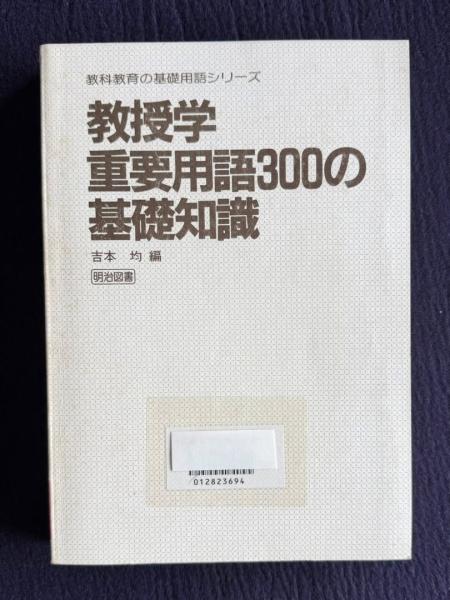 教科教育の基礎用語シリーズ
教授学
重要用語300の
基礎知識
吉本 均 編
明治図書
012823694